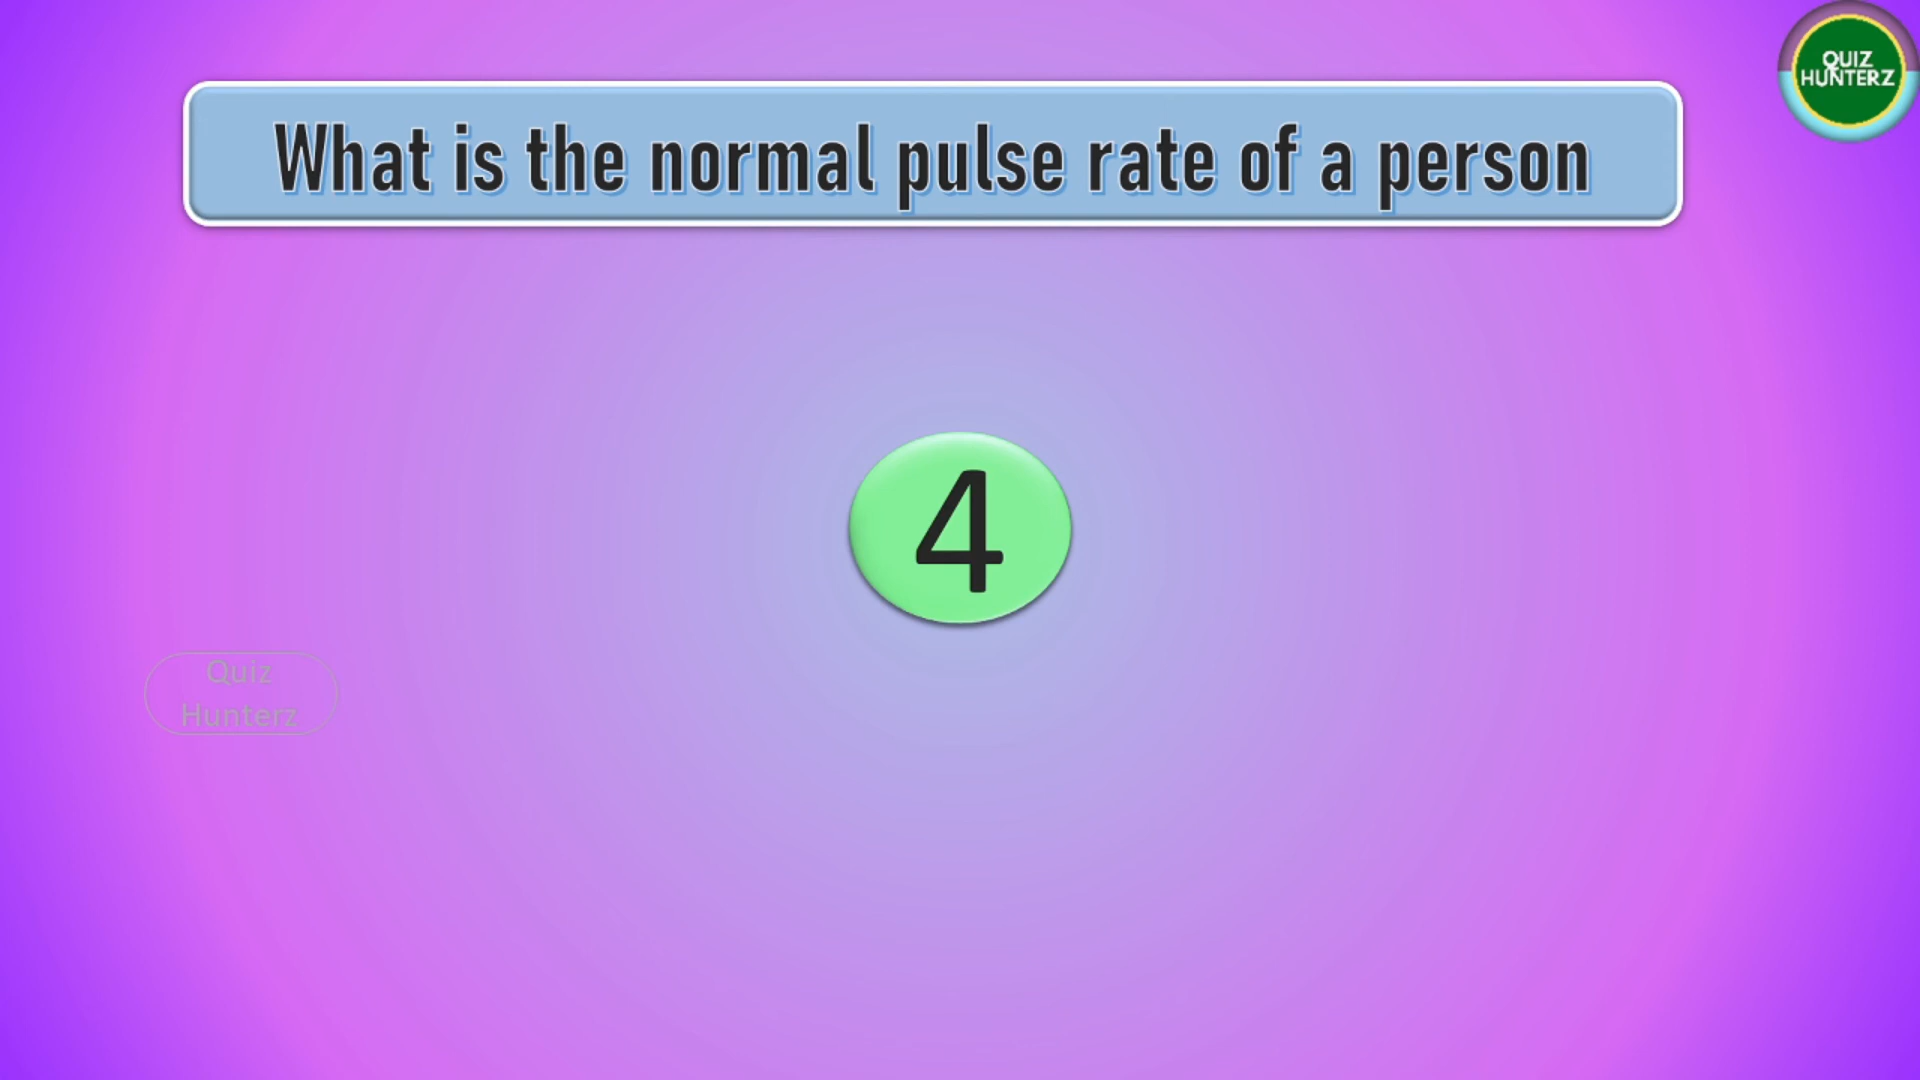 QUIZ
HUNTERZ
What is the normal pulse rate of a person
4
Quiz
Hunterz